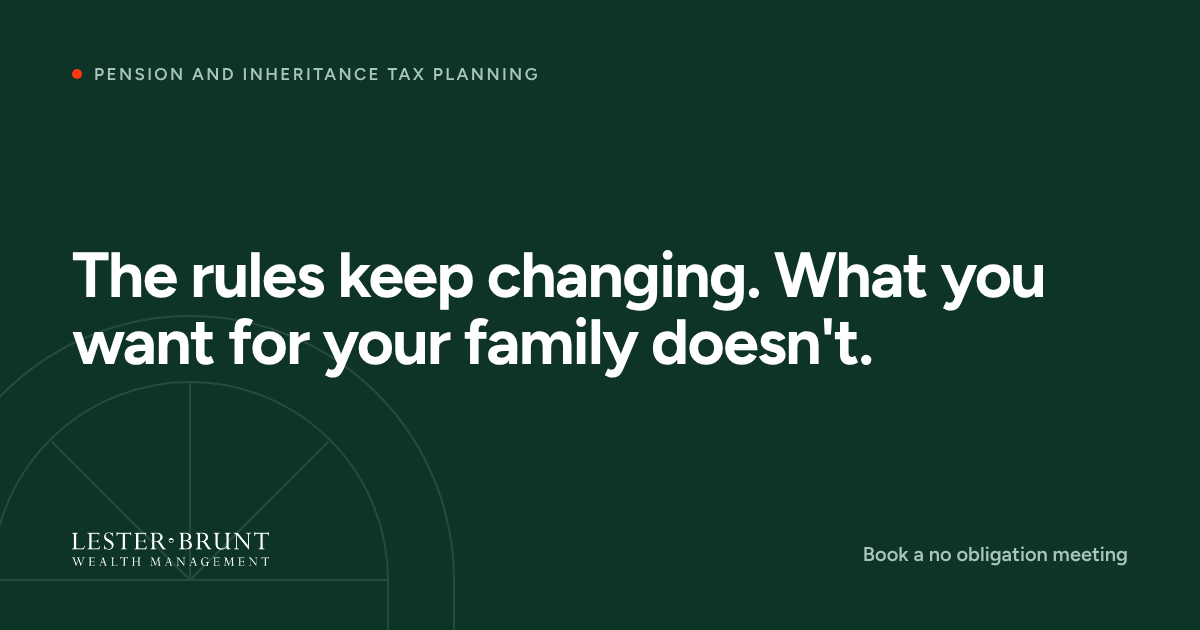 PENSION AND INHERITANCE TAX PLANNING
The rules keep changing. What you
want for your family doesn't.
LESTER·BRUNT
WEALTH MANAGEMENT
Book a no obligation meeting